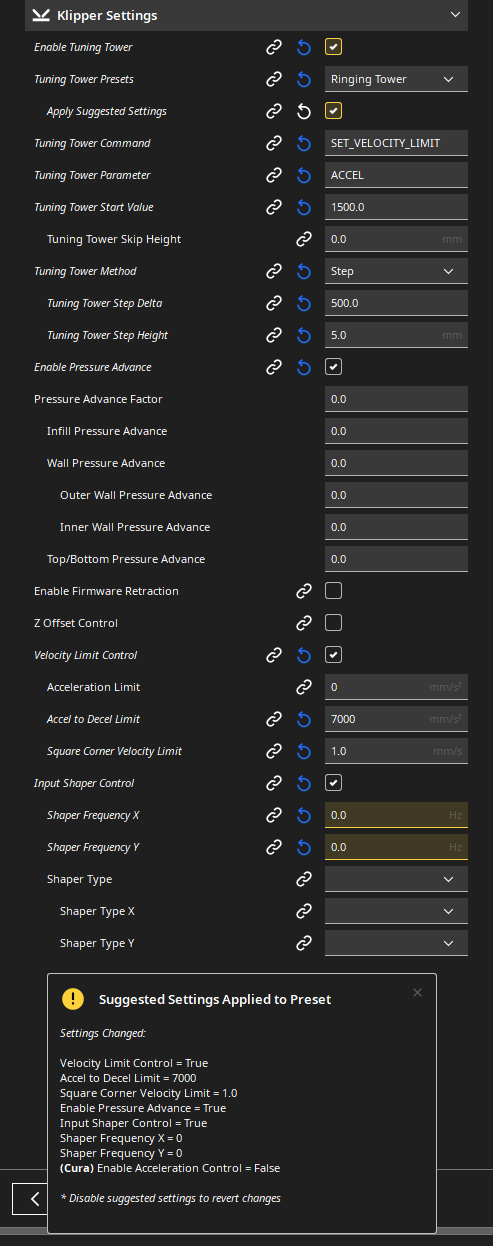 Klipper Settings
Enable Tuning Tower
Tuning Tower Presets Ringing Tower
Apply Suggested Settings
Tuning Tower Command SET_VELOCITY_LIMIT
Tuning Tower Parameter ACCEL
Tuning Tower Start Value 1500.0
Tuning Tower Skip Height 0.0 mm
Tuning Tower Method Step
Tuning Tower Step Delta 500.0
Tuning Tower Step Height 5.0 mm
Enable Pressure Advance
Pressure Advance Factor 0.0
Infill Pressure Advance 0.0
Wall Pressure Advance 0.0
Outer Wall Pressure Advance 0.0
Inner Wall Pressure Advance 0.0
Top/Bottom Pressure Advance 0.0
Enable Firmware Retraction
Z Offset Control
Velocity Limit Control
Acceleration Limit 0 mm/s²
Accel to Decel Limit 7000 mm/s²
Square Corner Velocity Limit 1.0 mm/s
Input Shaper Control
Shaper Frequency X 0.0 Hz
Shaper Frequency Y 0.0 Hz
Shaper Type
Shaper Type X
Shaper Type Y
Suggested Settings Applied to Preset
Settings Changed:
Velocity Limit Control = True
Accel to Decel Limit = 7000
Square Corner Velocity Limit = 1.0
Enable Pressure Advance = True
Input Shaper Control = True
Shaper Frequency X = 0
Shaper Frequency Y = 0
(Cura) Enable Acceleration Control = False
* Disable suggested settings to revert changes